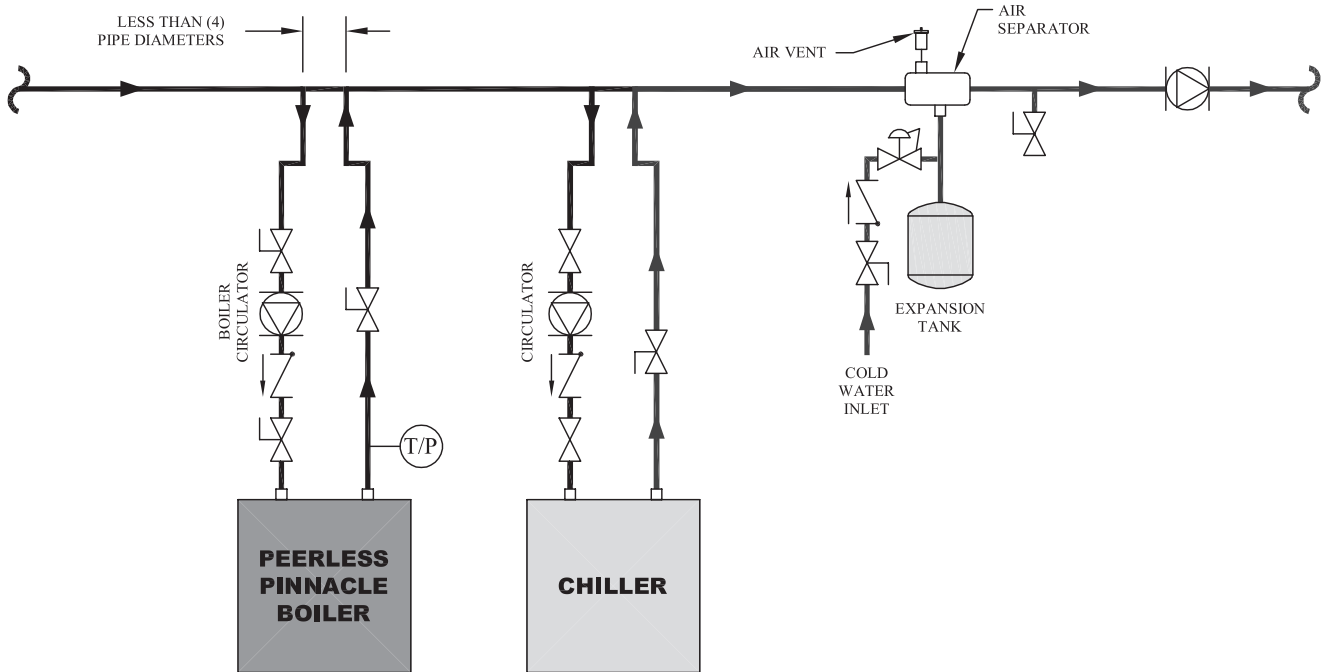 LESS THAN (4)
PIPE DIAMETERS
AIR VENT
AIR
SEPARATOR
BOILER
CIRCULATOR
CIRCULATOR
EXPANSION
TANK
COLD
WATER
INLET
T/P
PEERLESS
PINNACLE
BOILER
CHILLER